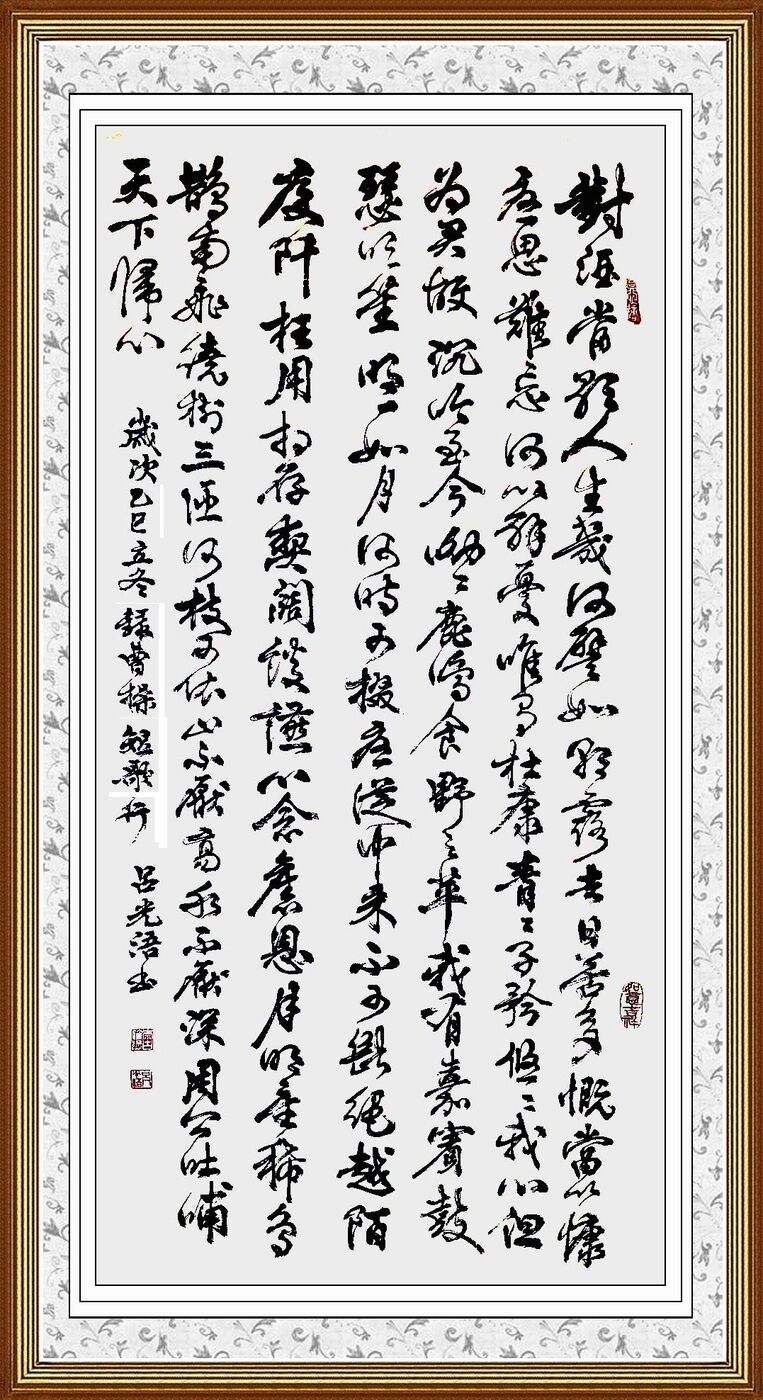 對酒當歌人生幾何譬如朝露去日苦多慨當以慷
憂思難忘何以解憂唯有杜康青〻子衿悠〻我心但
為君故沉吟至今呦〻鹿鳴食野之苹我有嘉賓鼓
瑟吹笙明〻如月何時可掇憂從中來不可斷絕越陌
度阡枉用相存契闊談讌心念舊恩月明星稀烏
鵲南飛繞樹三匝何枝可依山不厭高水不厭深周公吐哺
天下歸心
歲次乙巳立冬錄曹操短歌行 呂光浯書